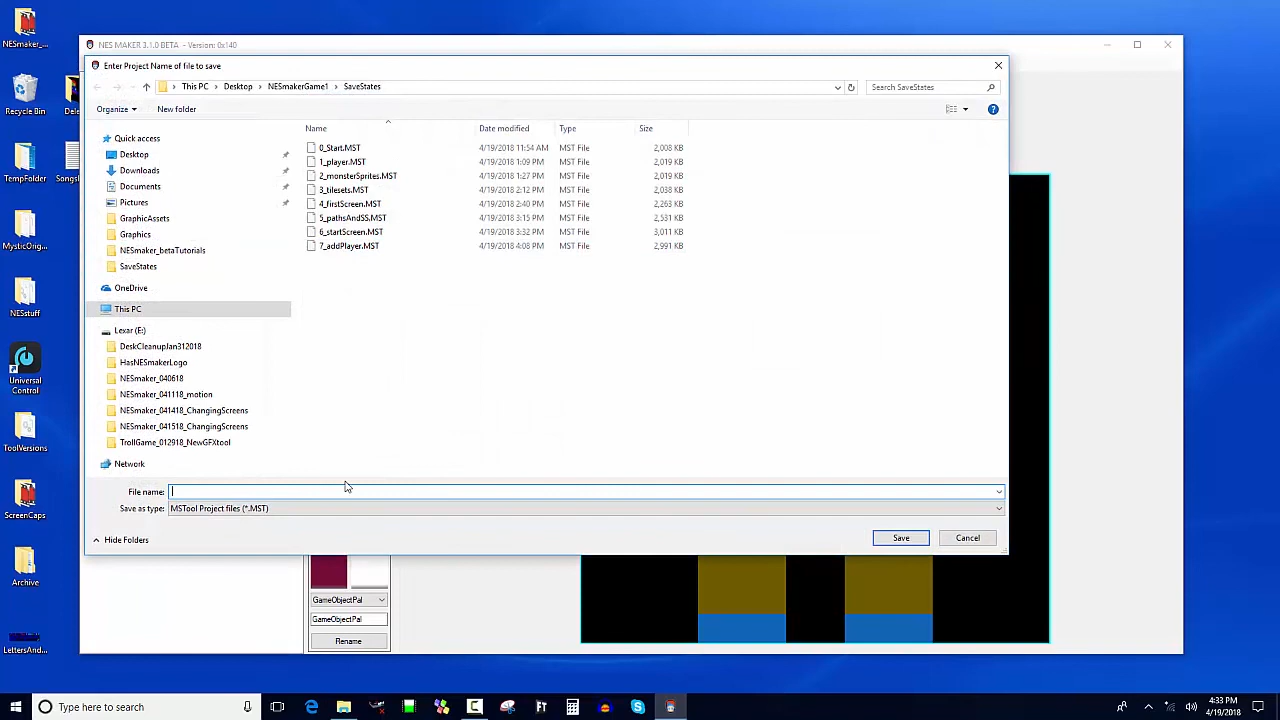 NESmaker_...
Recycle Bin
Dele
TempFolder
Songsl
MysticOrig...
NESstuff
Universal
Control
ToolVersions
ScreenCaps
Archive
LettersAnd...
NES MAKER 3.1.0 BETA - Version: 0x140
Enter Project Name of file to save
This PC > Desktop > NESmakerGame1 > SaveStates
Search SaveStates
Organize
New folder
Name Date modified Type Size
0_Start.MST 4/19/2018 11:54 AM MST File 2,008 KB
1_player.MST 4/19/2018 1:09 PM MST File 2,019 KB
2_monsterSprites.MST 4/19/2018 1:27 PM MST File 2,019 KB
3_tilesets.MST 4/19/2018 2:12 PM MST File 2,038 KB
4_firstScreen.MST 4/19/2018 2:40 PM MST File 2,263 KB
5_pathsAndSS.MST 4/19/2018 3:15 PM MST File 2,531 KB
6_startScreen.MST 4/19/2018 3:32 PM MST File 3,011 KB
7_addPlayer.MST 4/19/2018 4:08 PM MST File 2,991 KB
Quick access
Desktop
Downloads
Documents
Pictures
GraphicAssets
Graphics
NESmaker_betaTutorials
SaveStates
OneDrive
This PC
Lexar (E:)
DeskCleanupJan312018
HasNESmakerLogo
NESmaker_040618
NESmaker_041118_motion
NESmaker_041418_ChangingScreens
NESmaker_041518_ChangingScreens
TrollGame_012918_NewGFXtool
Network
File name:
Save as type: MSTool Project files (*.MST)
Hide Folders
Save
Cancel
GameObjectPal
GameObjectPal
Rename
Type here to search
4:33 PM
4/19/2018